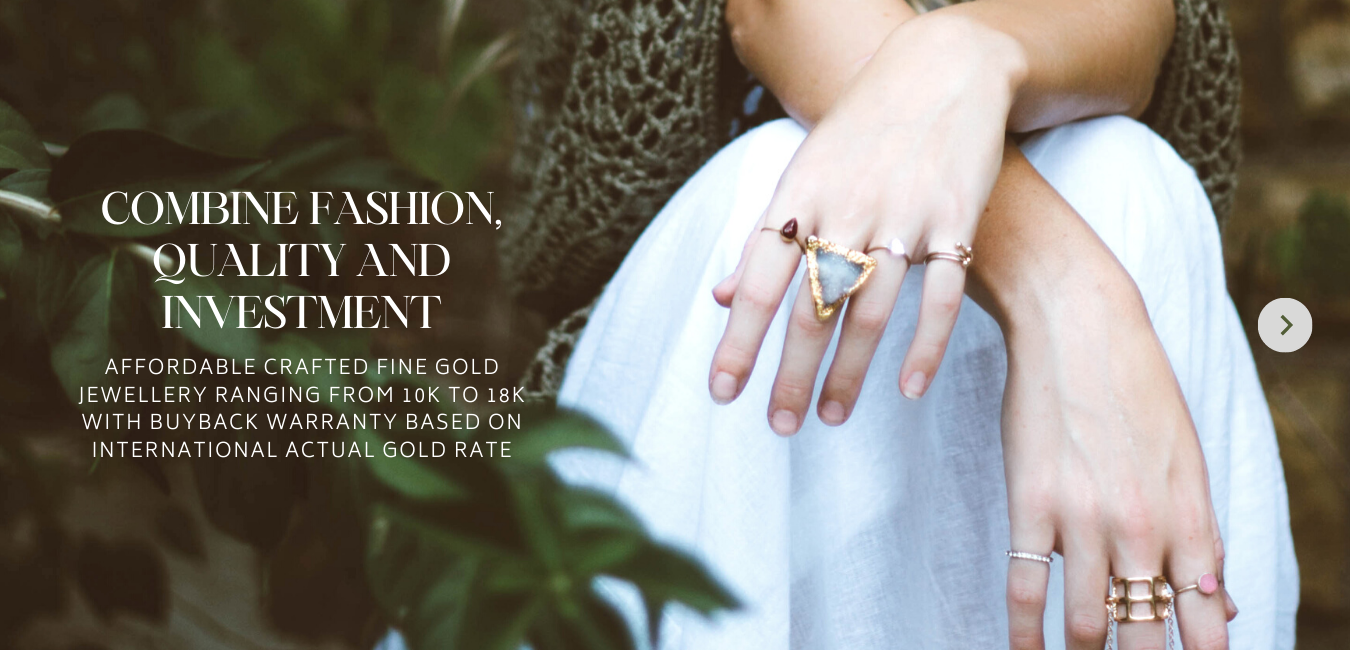 COMBINE FASHION,
QUALITY AND
INVESTMENT
AFFORDABLE CRAFTED FINE GOLD
JEWELLERY RANGING FROM 10K TO 18K
WITH BUYBACK WARRANTY BASED ON
INTERNATIONAL ACTUAL GOLD RATE